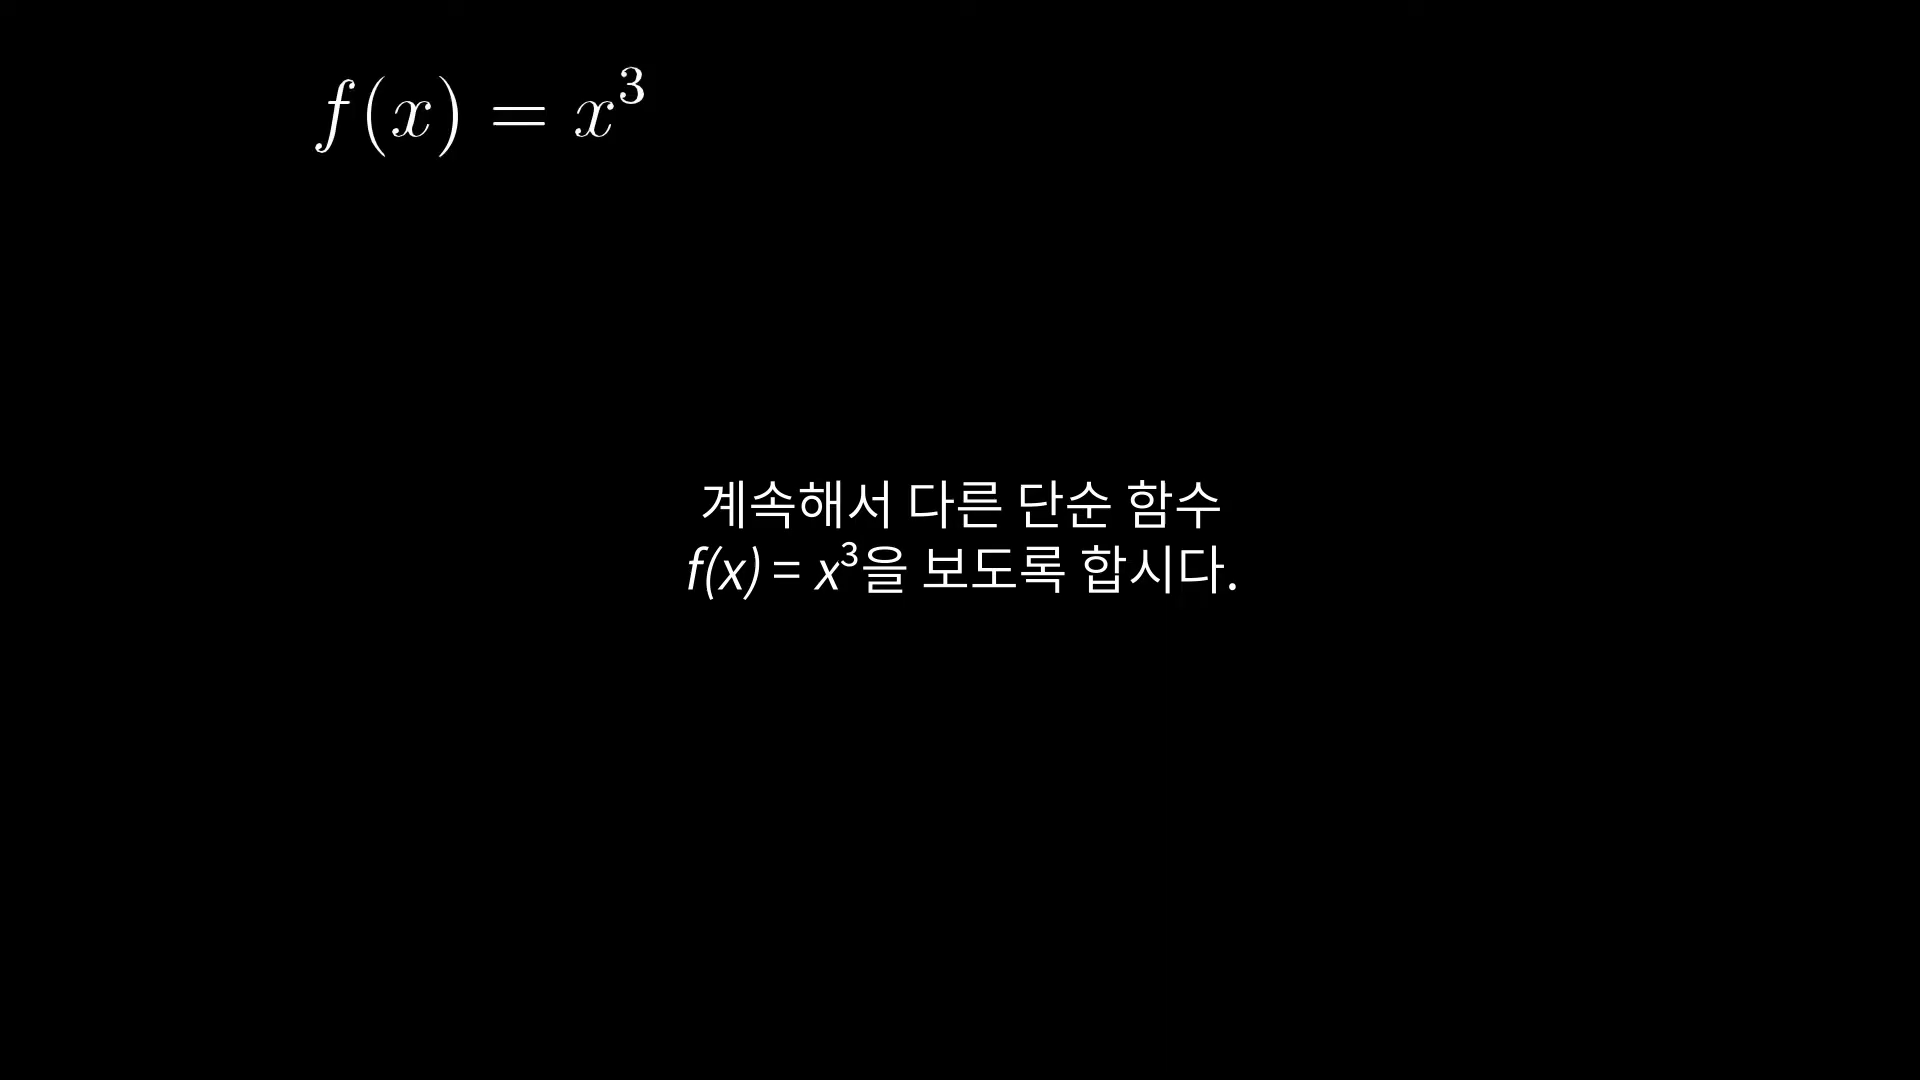 f(x) = x³
계속해서 다른 단순 함수
f(x) = x³을 보도록 합시다.